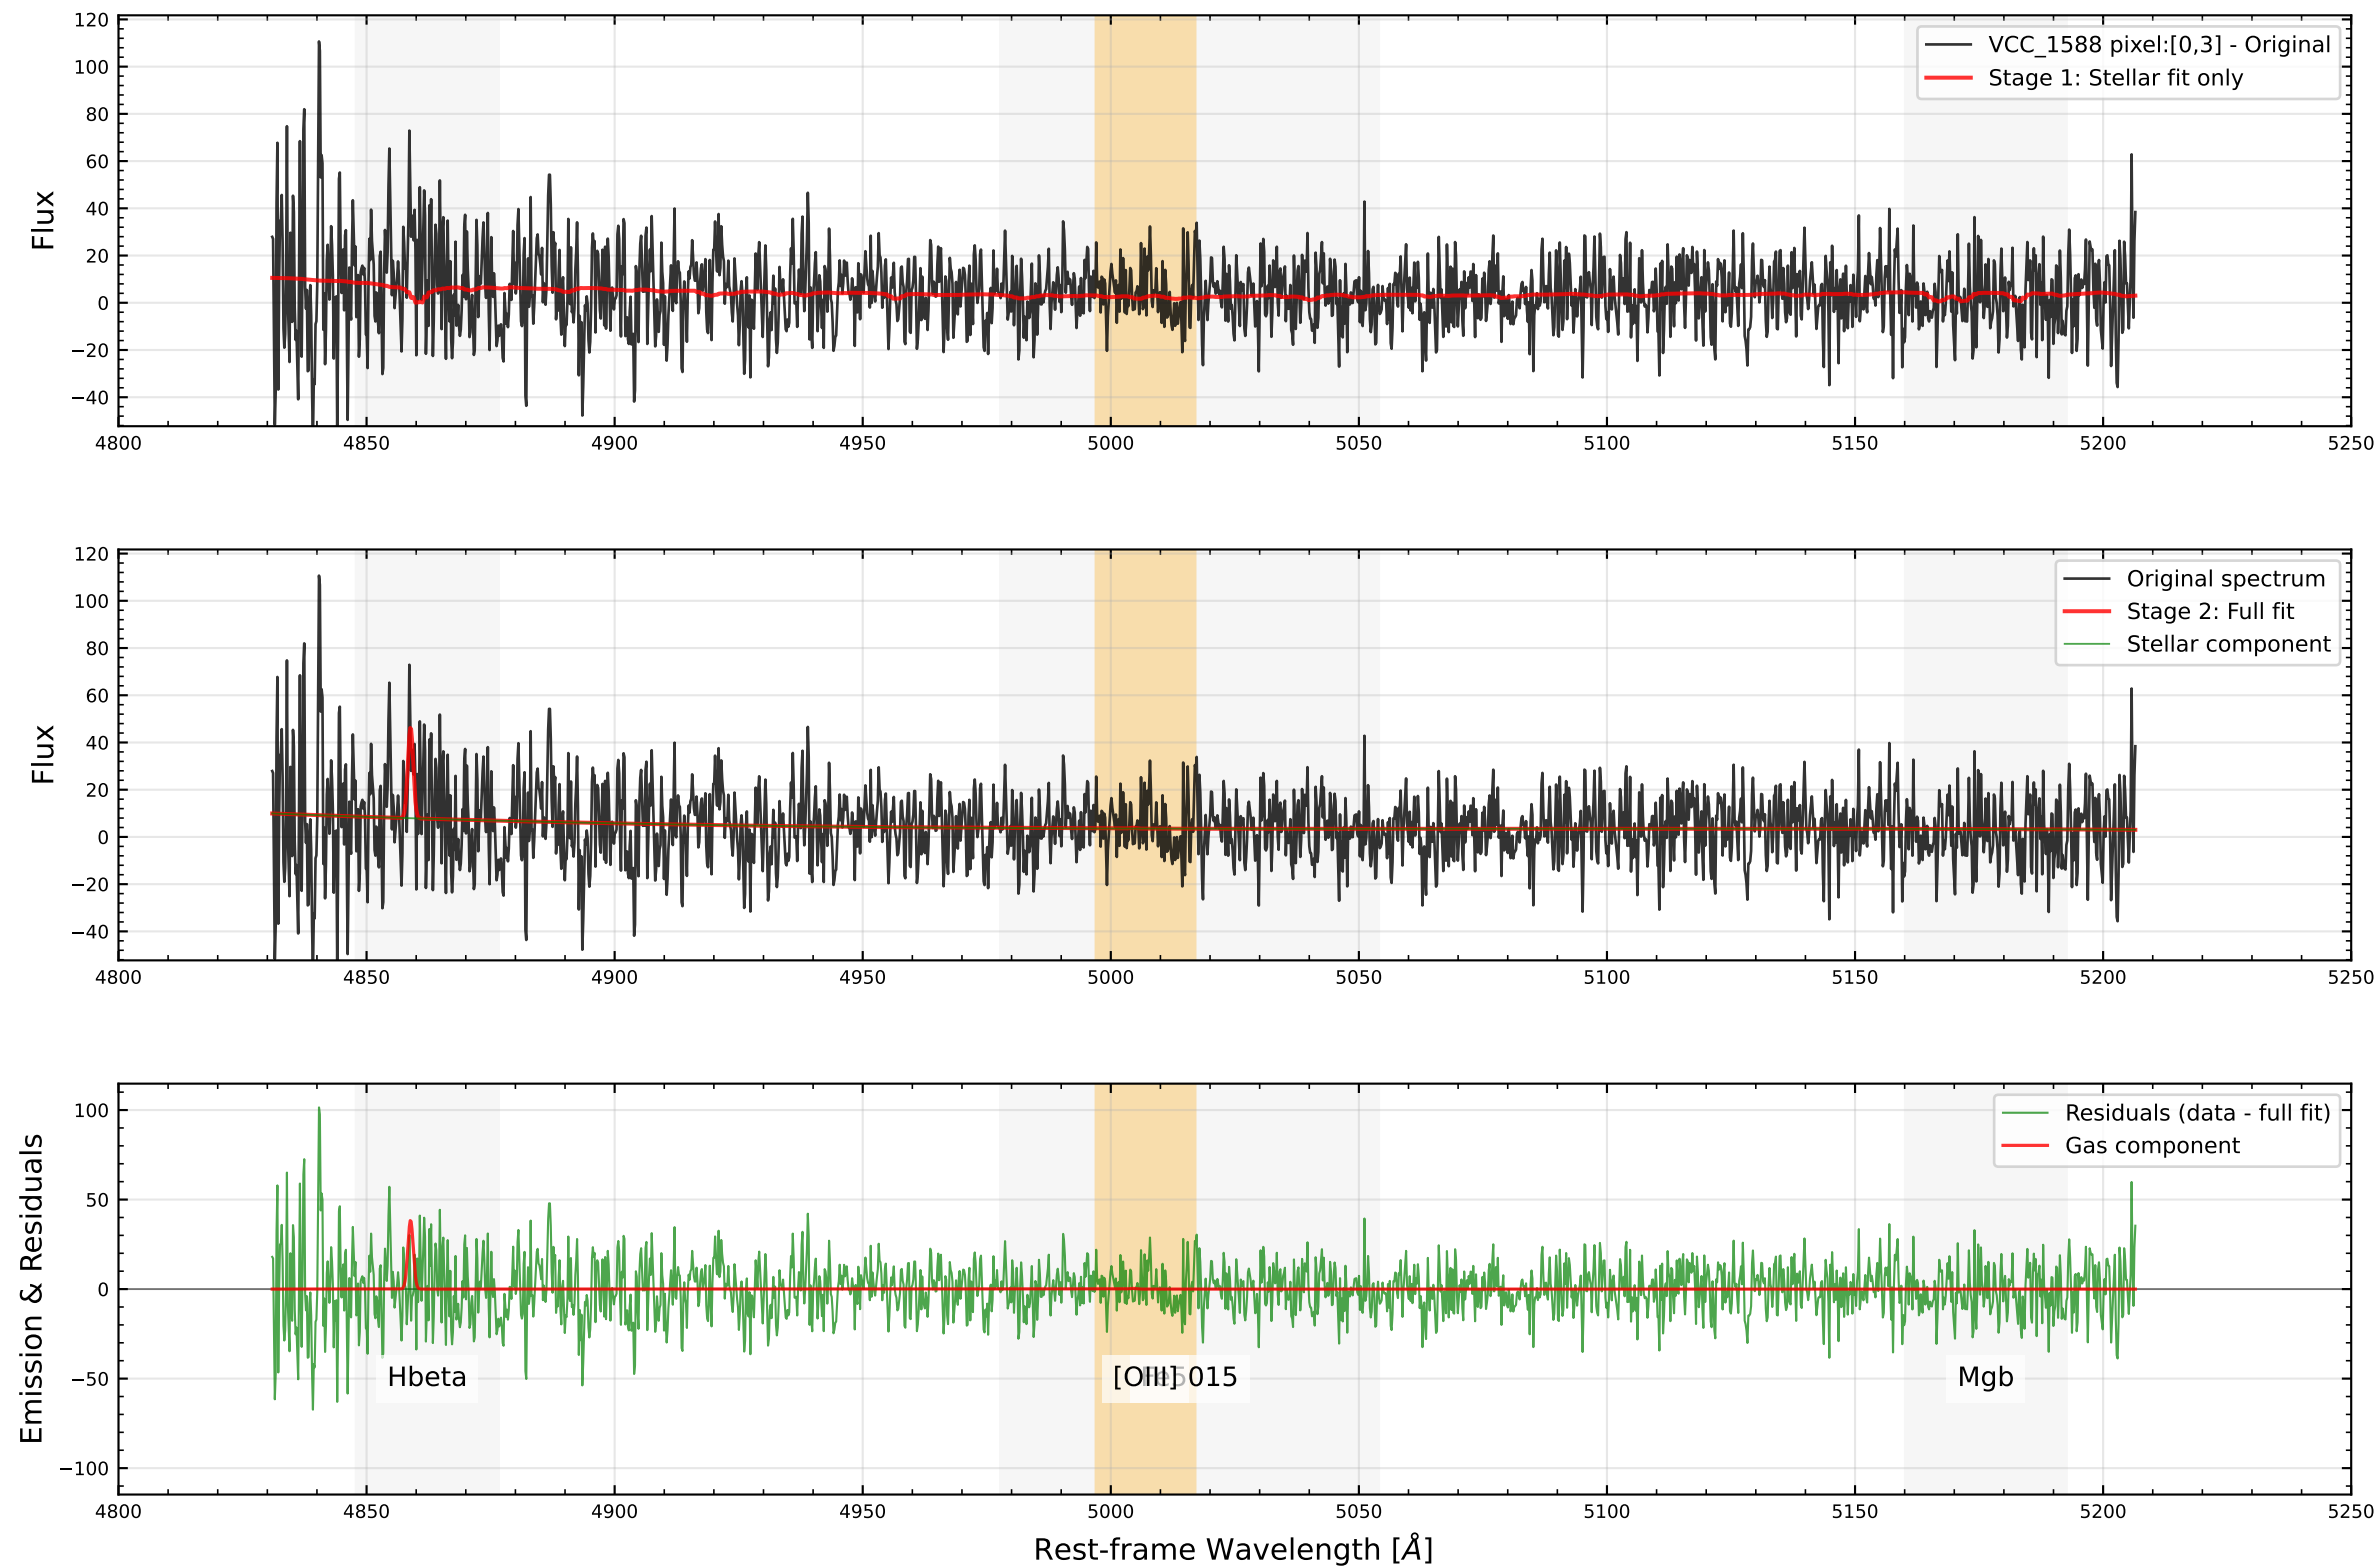 120
100
80
60
40
20
0
−20
−40
Flux
VCC_1588 pixel:[0,3] - Original
Stage 1: Stellar fit only
4800 4850 4900 4950 5000 5050 5100 5150 5200 5250
120
100
80
60
40
20
0
−20
−40
Flux
Original spectrum
Stage 2: Full fit
Stellar component
4800 4850 4900 4950 5000 5050 5100 5150 5200 5250
100
50
0
−50
−100
Emission & Residuals
Residuals (data - full fit)
Gas component
Hbeta
[OIII]
Fe5015
Mgb
4800 4850 4900 4950 5000 5050 5100 5150 5200 5250
Rest-frame Wavelength [Å]